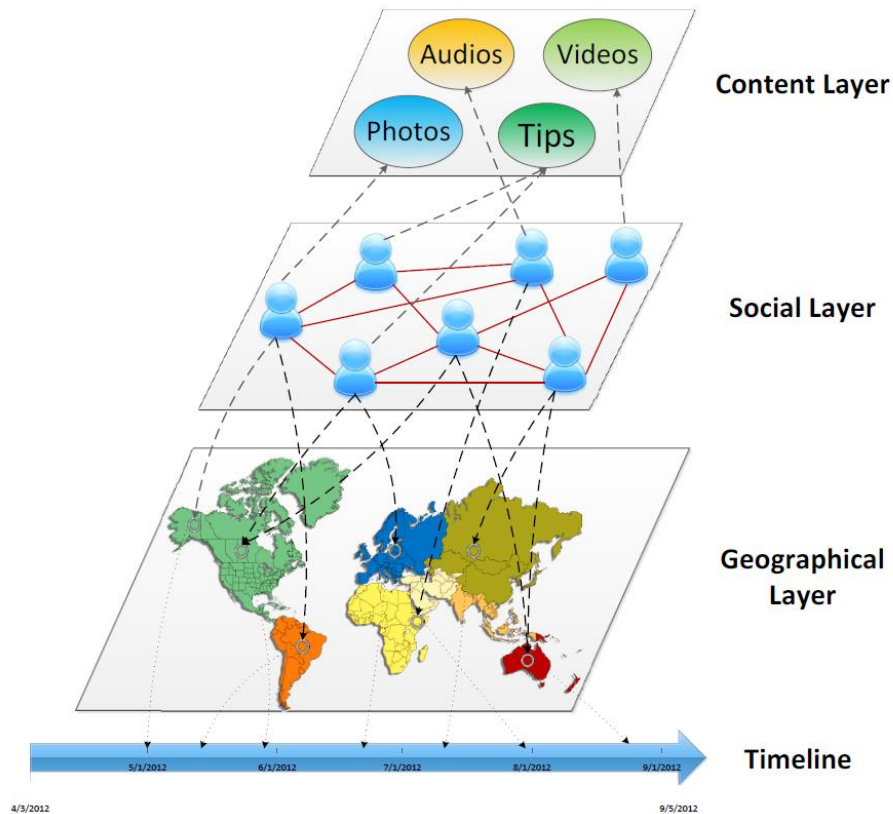 Audios
Videos
Content Layer
Photos
Tips
Social Layer
Geographical
Layer
Timeline
5/1/2012
6/1/2012
7/1/2012
8/1/2012
9/1/2012
4/3/2012
9/5/2012